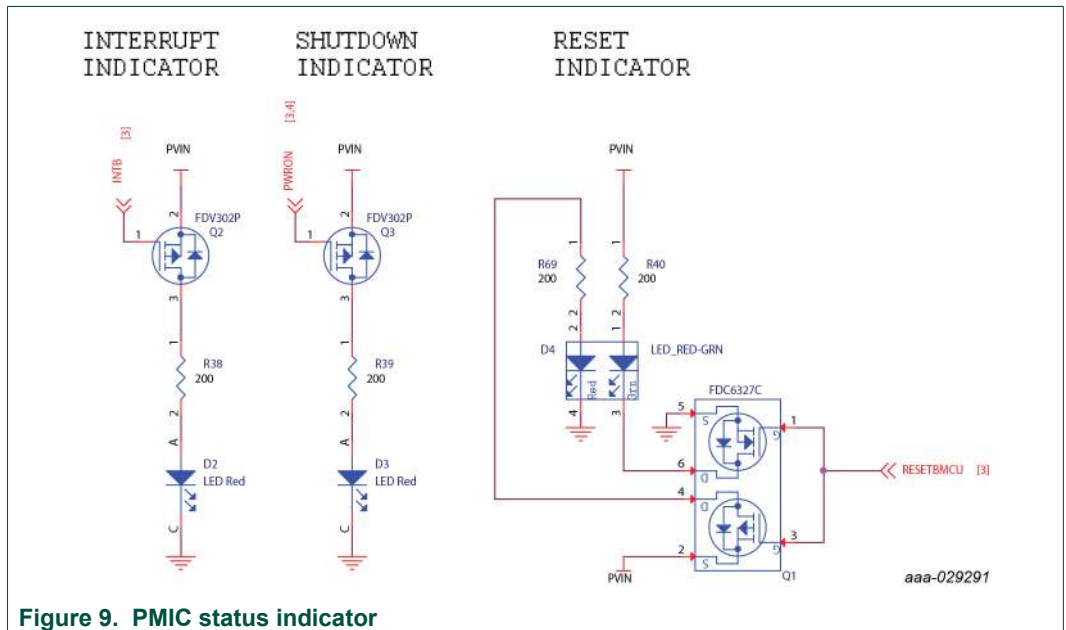 INTERRUPT
INDICATOR
SHUTDOWN
INDICATOR
RESET
INDICATOR
[3]
INTB
PVIN
2
FDV302P
Q2
1
3
1
R38
200
2
A
D2
LED Red
C
[3,4]
PWRON
PVIN
2
FDV302P
Q3
1
3
1
R39
200
2
A
D3
LED Red
C
PVIN
1
1
R69
200
R40
200
2
2
2
1
D4
LED_RED-GRN
Red
Grn
4
3
FDC6327C
5
S
G
1
6
D
4
D
RESETBMCU [3]
2
S
G
3
PVIN
Q1
aaa-029291
Figure 9. PMIC status indicator